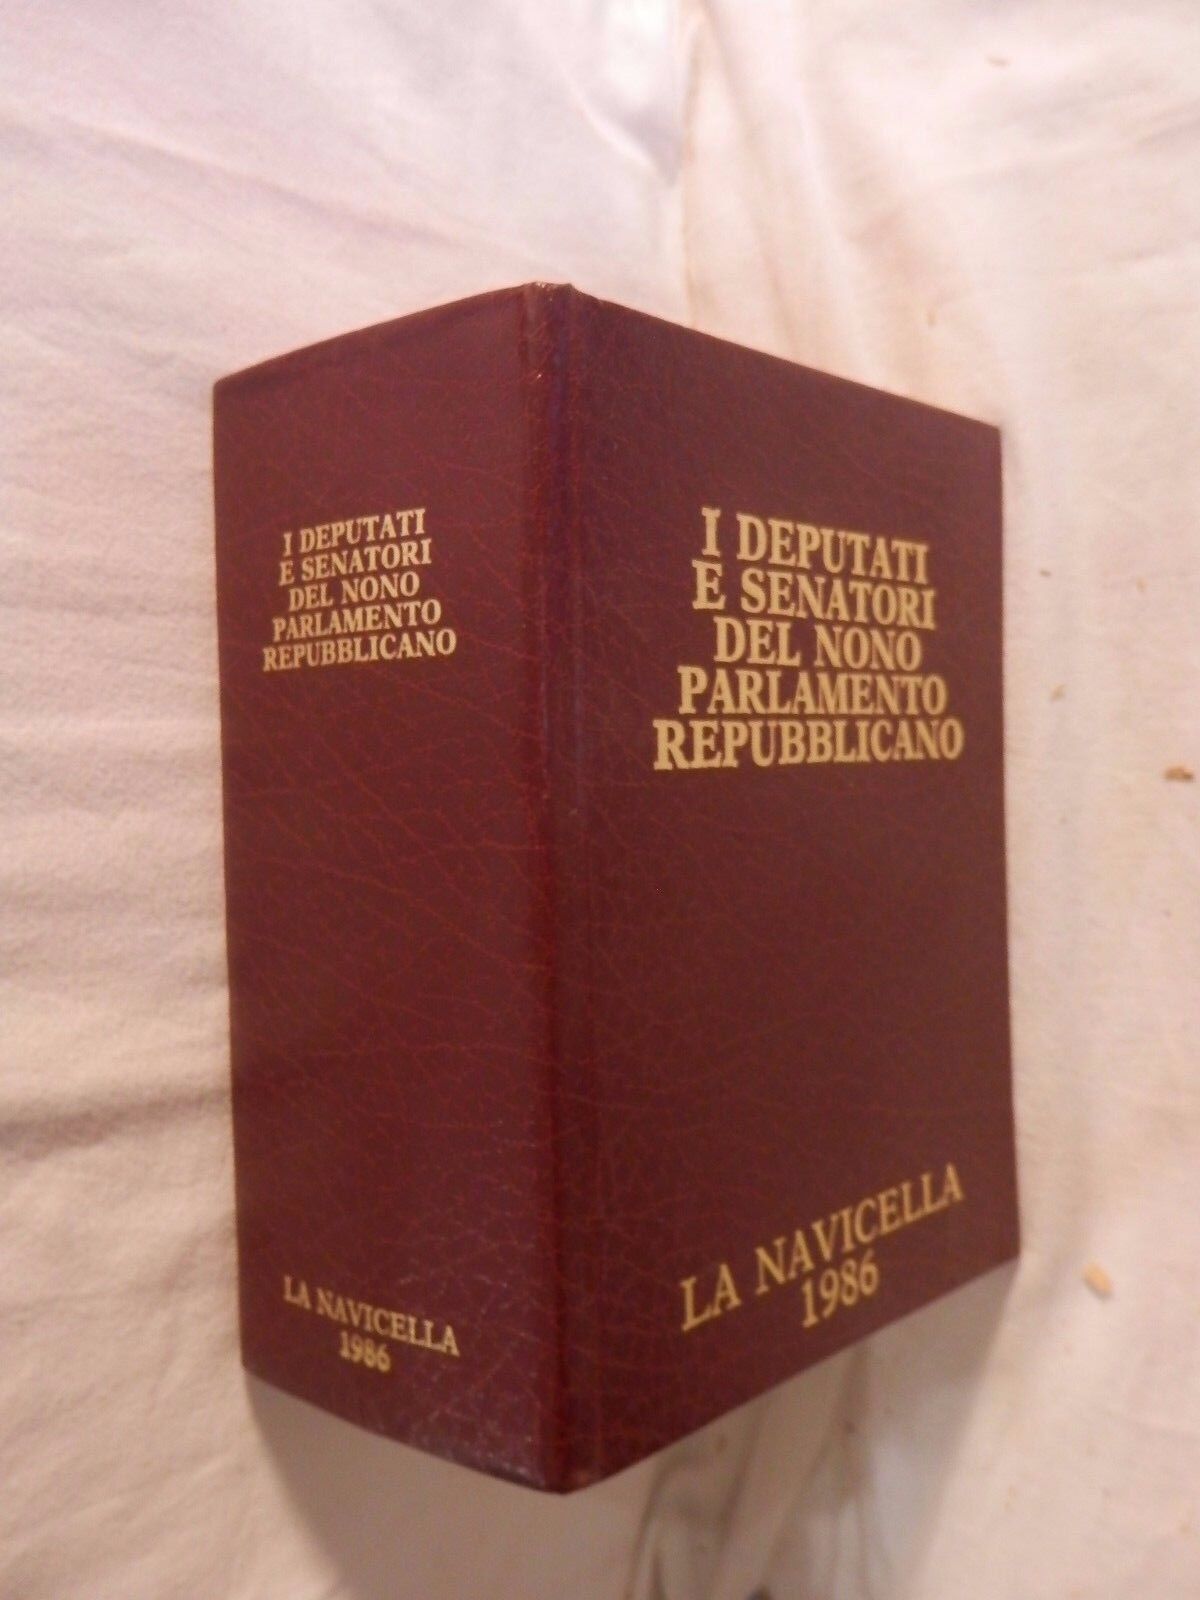 I DEPUTATI
E SENATORI
DEL NONO
PARLAMENTO
REPUBBLICANO
LA NAVICELLA
1986
I DEPUTATI
E SENATORI
DEL NONO
PARLAMENTO
REPUBBLICANO
LA NAVICELLA
1986